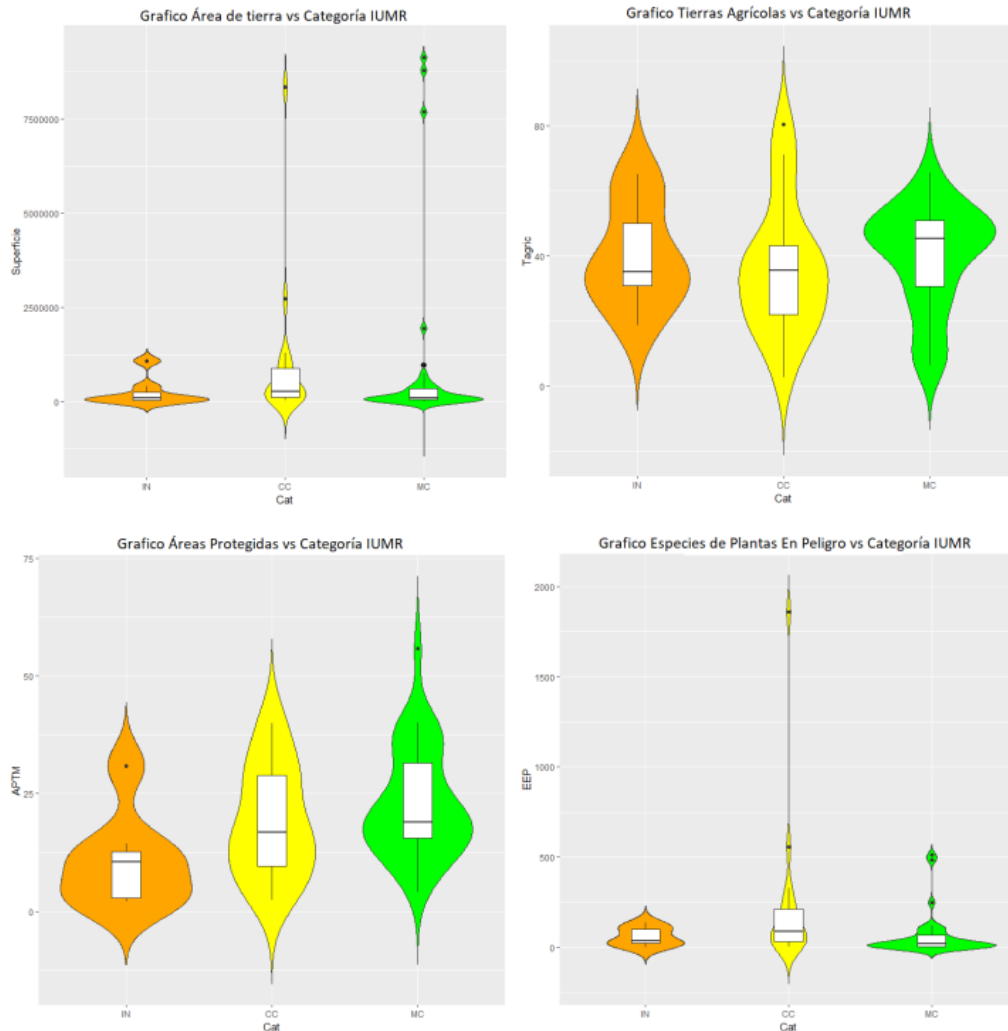 Grafico Área de tierra vs Categoría IUMR
7500000
5000000
2500000
0
Superficie
IN
CC
MC
Cat
Grafico Tierras Agrícolas vs Categoría IUMR
80
40
0
Tagric
IN
CC
MC
Cat
Grafico Áreas Protegidas vs Categoría IUMR
75
50
25
0
APTM
IN
CC
MC
Cat
Grafico Especies de Plantas En Peligro vs Categoría IUMR
2000
1500
1000
500
0
EEP
IN
CC
MC
Cat